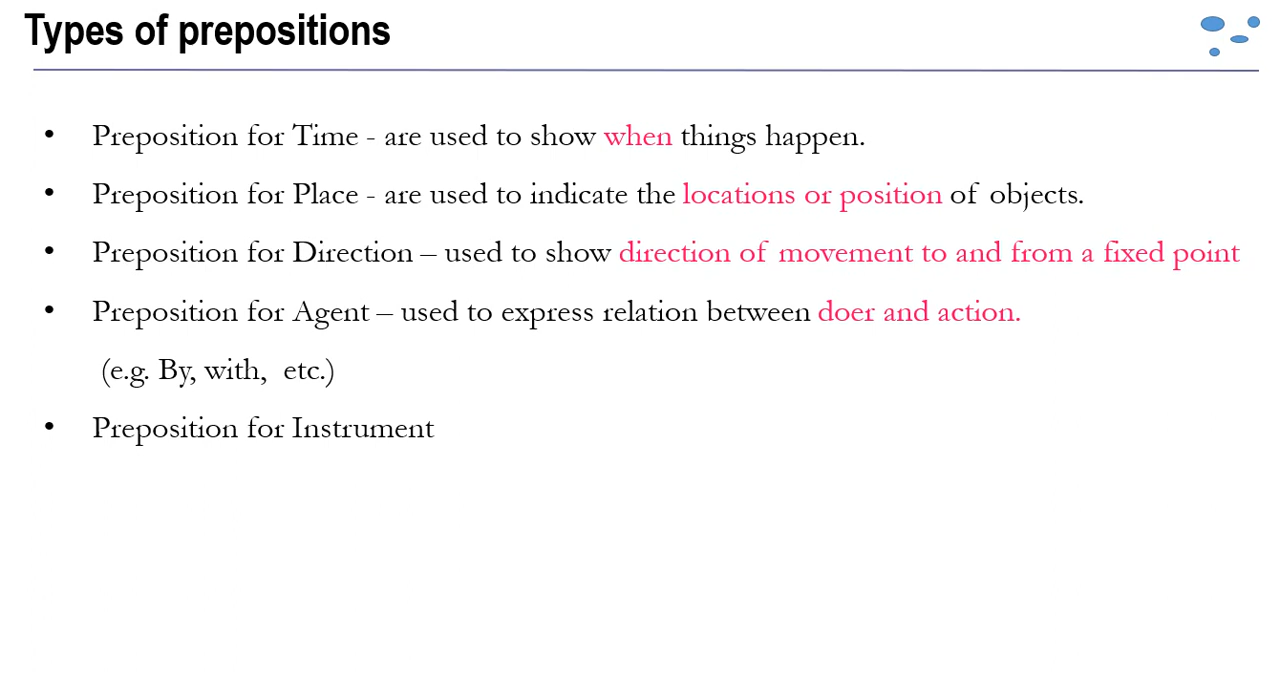 Types of prepositions
• Preposition for Time - are used to show when things happen.
• Preposition for Place - are used to indicate the locations or position of objects.
• Preposition for Direction – used to show direction of movement to and from a fixed point
• Preposition for Agent – used to express relation between doer and action.
(e.g. By, with, etc.)
• Preposition for Instrument